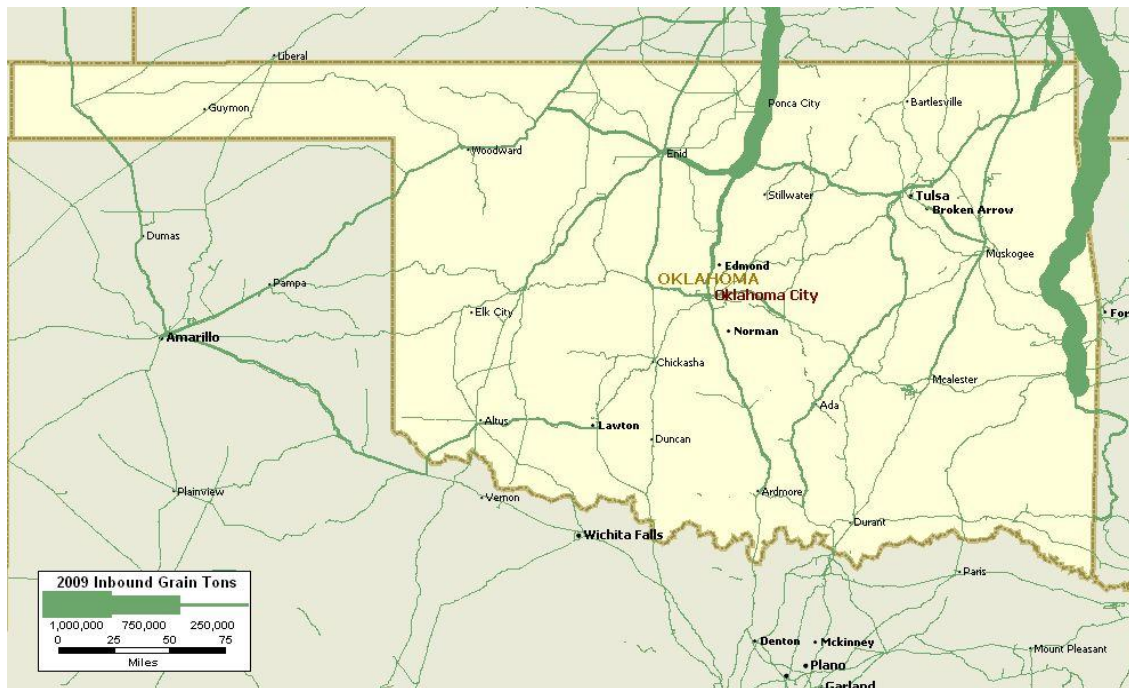 Liberal
Guymon
Ponca City
Bartlesville
Woodward
Enid
Stillwater
Tulsa
Broken Arrow
Dumas
Muskogee
Edmond
OKLAHOMA
Pampa
Oklahoma City
Elk City
For
Norman
Amarillo
Chickasha
Mcalester
Ada
Altus
Lawton
Duncan
Plainview
Vernon
Ardmore
Durant
Wichita Falls
Paris
2009 Inbound Grain Tons
1,000,000 750,000 250,000
0 25 50 75
Miles
Denton
Mckinney
Mount Pleasant
Plano
Garland